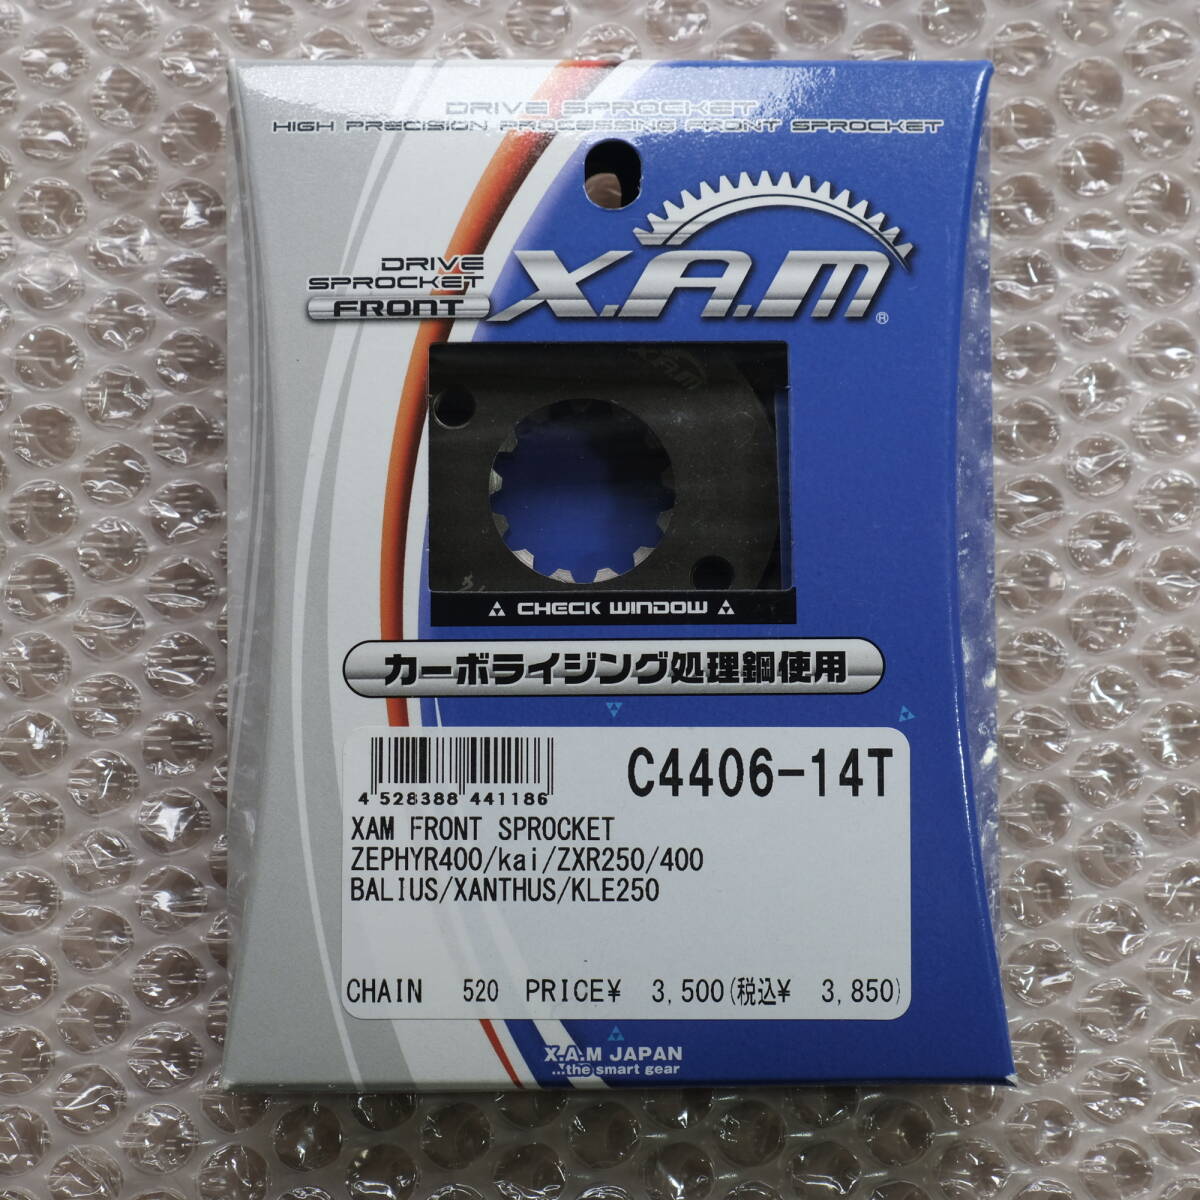 DRIVE SPROCKET
HIGH PRECISION PROCESSING FRONT SPROCKET
DRIVE
SPROCKET
FRONT
X.A.M®
X.A.M
CHECK WINDOW
カーボライジング処理鋼使用
4 528388 441186
C4406-14T
XAM FRONT SPROCKET
ZEPHYR400/kai/ZXR250/400
BALIUS/XANTHUS/KLE250
CHAIN 520 PRICE¥ 3,500(税込¥ 3,850)
X.A.M JAPAN
...the smart gear